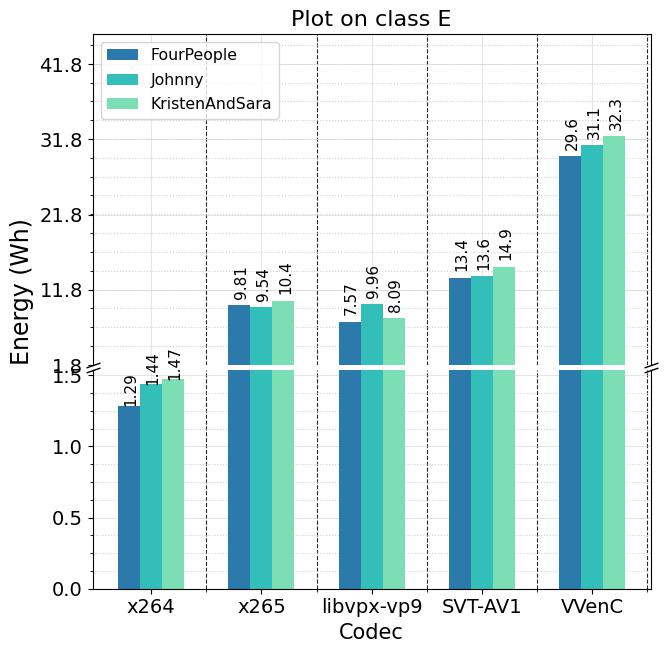 Plot on class E
FourPeople
Johnny
KristenAndSara
Energy (Wh)
41.8
31.8
21.8
11.8
1.8
1.5
1.0
0.5
0.0
1.29
1.44
1.47
9.81
9.54
10.4
7.57
9.96
8.09
13.4
13.6
14.9
29.6
31.1
32.3
x264
x265
libvpx-vp9
SVT-AV1
VVenC
Codec